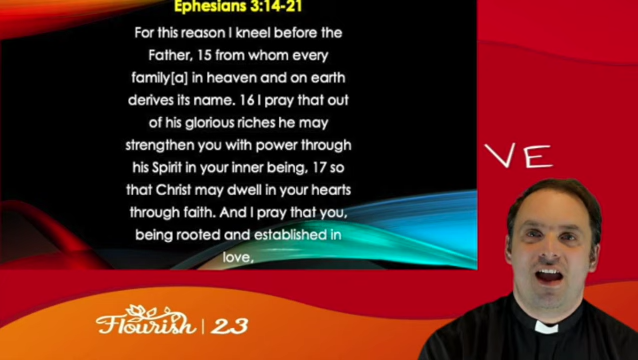 Ephesians 3:14-21
For this reason I kneel before the
Father, 15 from whom every
family[a] in heaven and on earth
derives its name. 16 I pray that out
of his glorious riches he may
strengthen you with power through
his Spirit in your inner being, 17 so
that Christ may dwell in your hearts
through faith. And I pray that you,
being rooted and established in
love,
VE
Flourish | 23